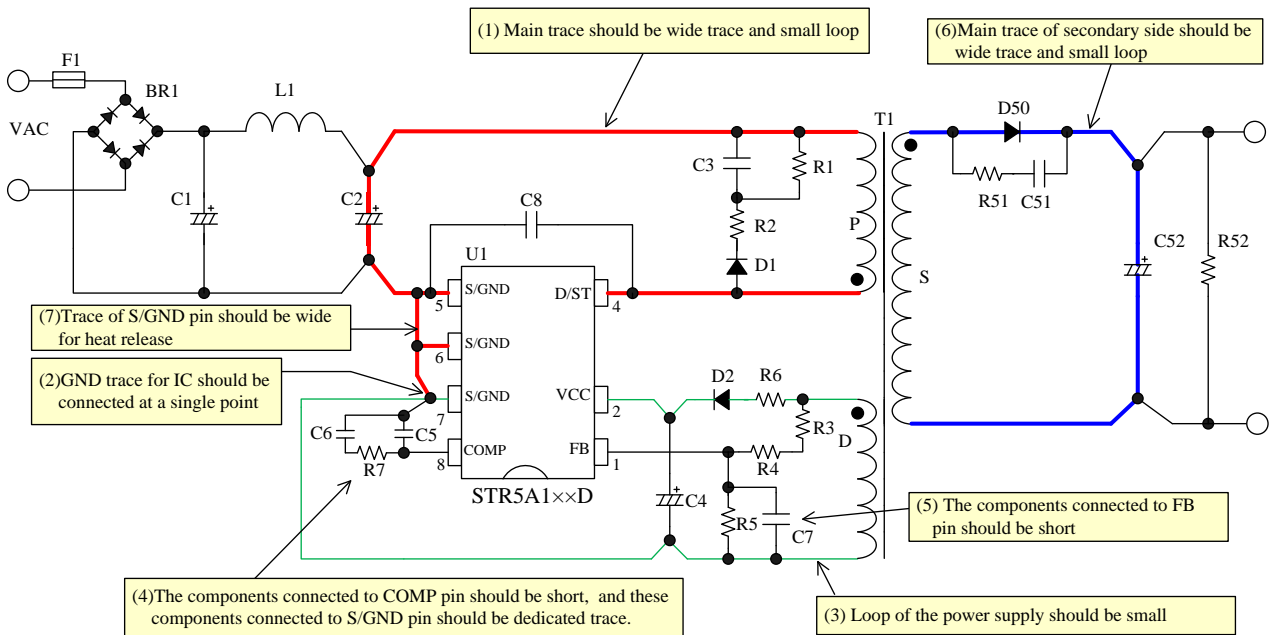 (1) Main trace should be wide trace and small loop
(6)Main trace of secondary side should be
wide trace and small loop
F1
BR1
L1
D50
T1
VAC
C3
R1
R51
C51
C1
C2
C8
R2
P
U1
D1
C52
R52
S
S/GND
D/ST
5
4
(7)Trace of S/GND pin should be wide
for heat release
S/GND
6
(2)GND trace for IC should be
connected at a single point
D2
R6
S/GND
VCC
7
2
C6
C5
R3
D
COMP
FB
R7
8
1
R4
STR5A1××D
C4
R5
C7
(5) The components connected to FB
pin should be short
(4)The components connected to COMP pin should be short, and these
components connected to S/GND pin should be dedicated trace.
(3) Loop of the power supply should be small